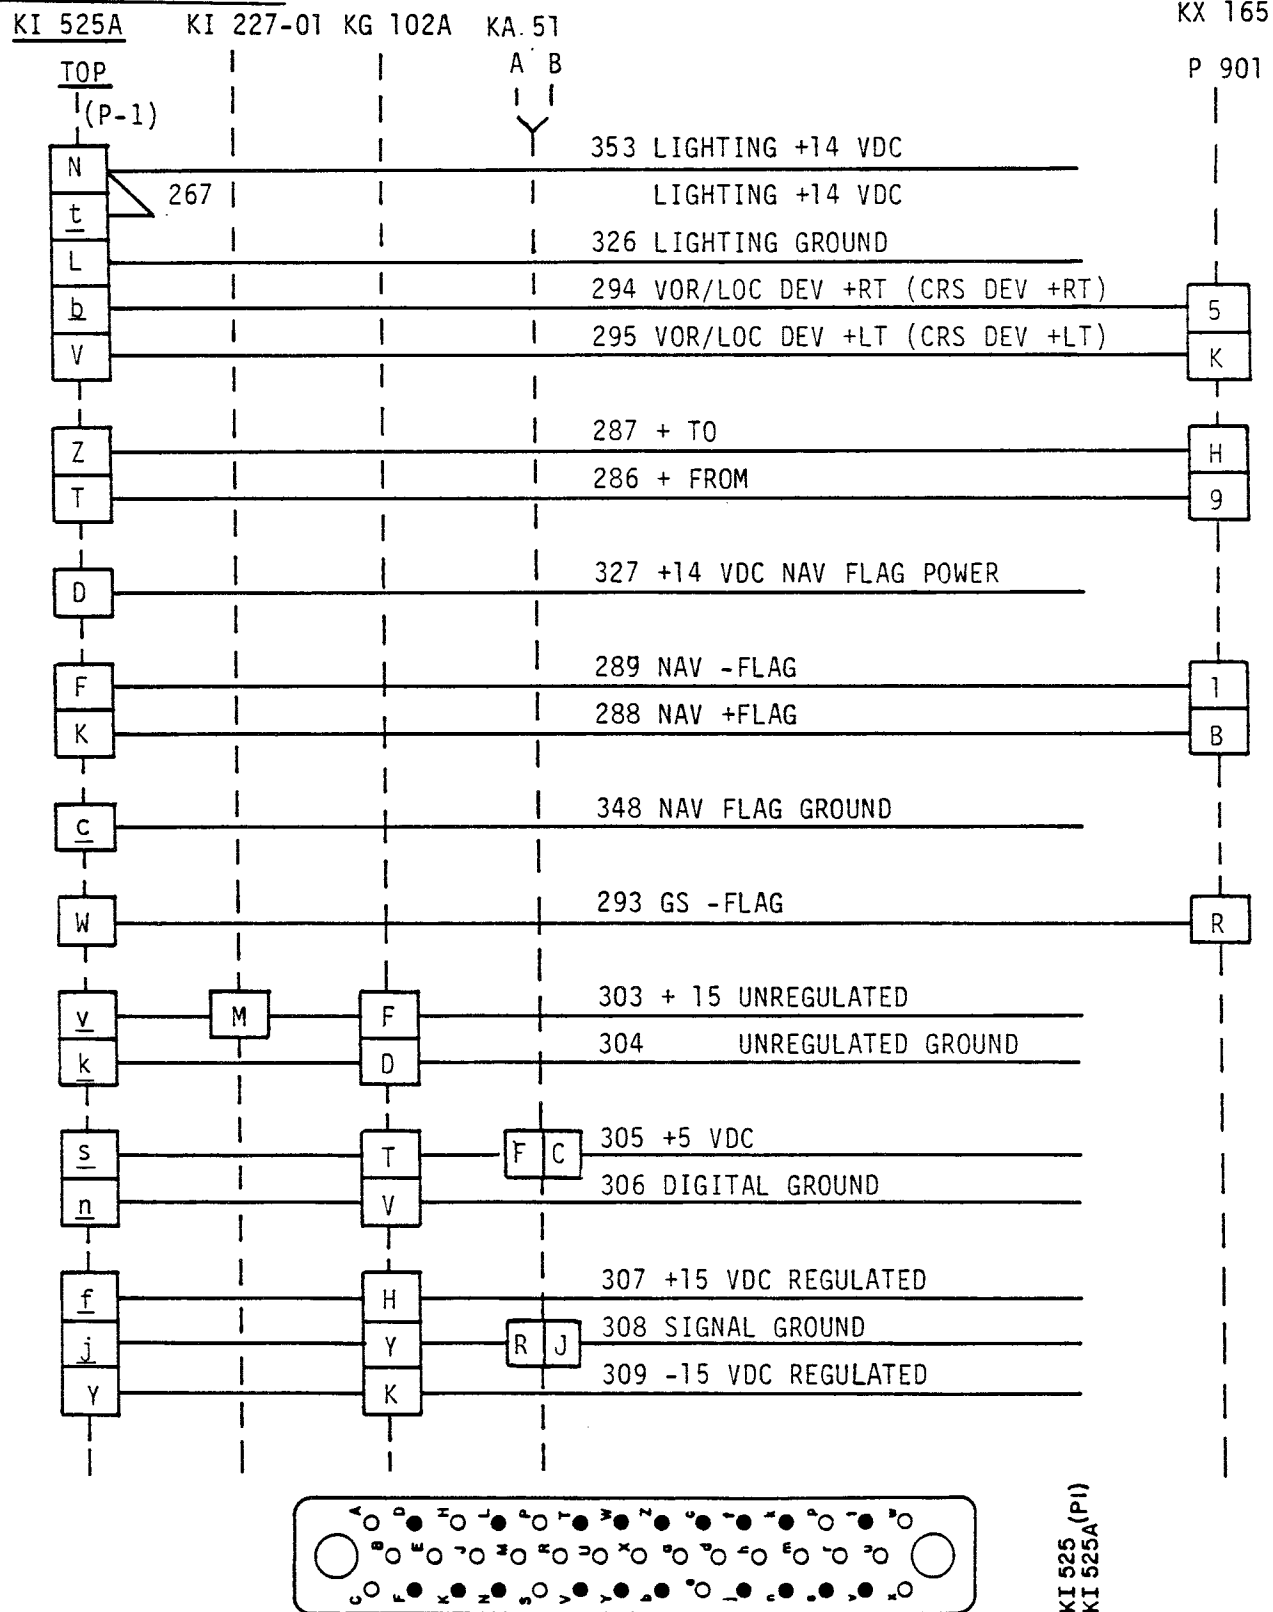 KI 525A KI 227-01 KG 102A KA 51 KX 165
TOP A B P 901
(P-1)
N 353 LIGHTING +14 VDC
t 267 LIGHTING +14 VDC
L 326 LIGHTING GROUND
b 294 VOR/LOC DEV +RT (CRS DEV +RT) 5
V 295 VOR/LOC DEV +LT (CRS DEV +LT) K
Z 287 + TO H
T 286 + FROM 9
D 327 +14 VDC NAV FLAG POWER
F 289 NAV -FLAG 1
K 288 NAV +FLAG B
c 348 NAV FLAG GROUND
W 293 GS -FLAG R
v M F 303 + 15 UNREGULATED
k D 304 UNREGULATED GROUND
s T F C 305 +5 VDC
n V 306 DIGITAL GROUND
f H 307 +15 VDC REGULATED
j Y R J 308 SIGNAL GROUND
Y K 309 -15 VDC REGULATED
A D H L P T W Z c f k p t w
B E J M R U X a d h m r u
C F K N S V Y b e j n s v x
KI 525
KI 525A (P1)